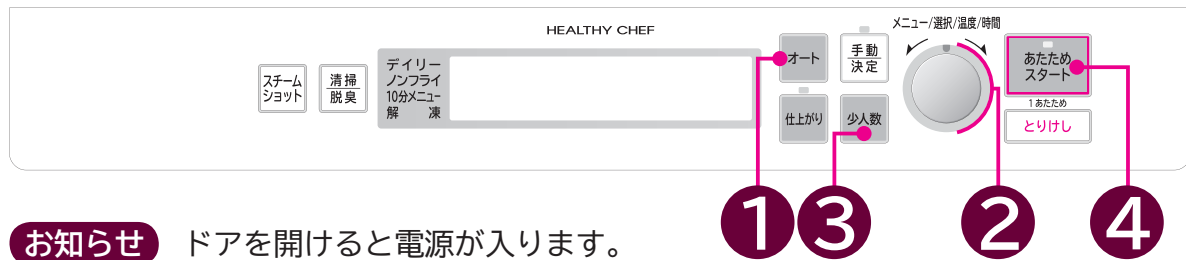 HEALTHY CHEF
スチーム
ショット
清掃
脱臭
デイリー
ノンフライ
10分メニュー
解 凍
オート
手動
決定
仕上がり
少人数
メニュー/選択/温度/時間
あたため
スタート
1あたため
とりけし
1
3
2
4
お知らせ ドアを開けると電源が入ります。